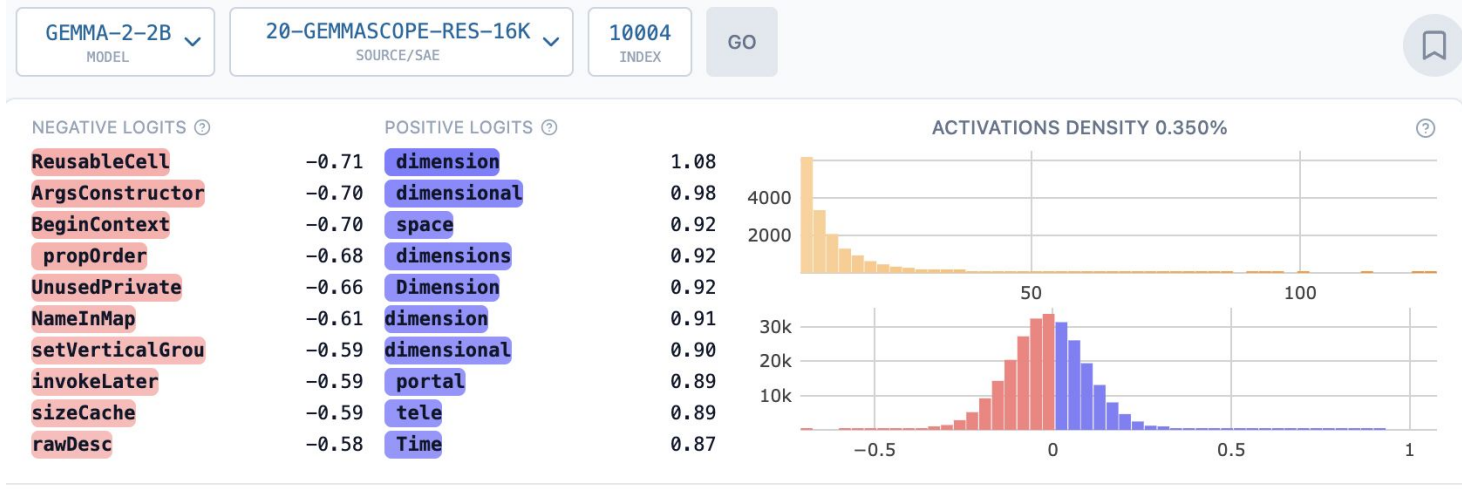 GEMMA-2-2B
MODEL
20-GEMMASCOPE-RES-16K
SOURCE/SAE
10004
INDEX
GO
NEGATIVE LOGITS ?
ReusableCell -0.71
ArgsConstructor -0.70
BeginContext -0.70
propOrder -0.68
UnusedPrivate -0.66
NameInMap -0.61
setVerticalGrou -0.59
invokeLater -0.59
sizeCache -0.59
rawDesc -0.58
POSITIVE LOGITS ?
dimension 1.08
dimensional 0.98
space 0.92
dimensions 0.92
Dimension 0.92
dimension 0.91
dimensional 0.90
portal 0.89
tele 0.89
Time 0.87
ACTIVATIONS DENSITY 0.350% ?
4000
2000
50 100
30k
20k
10k
−0.5 0 0.5 1